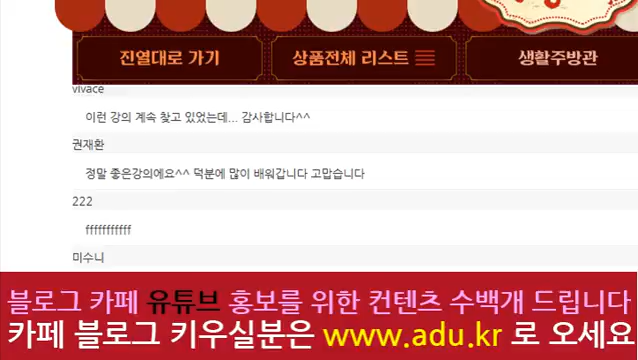 진열대로 가기 상품전체 리스트 생활주방관
vivace
이런 강의 계속 찾고 있었는데... 감사합니다^^
권재환
정말 좋은강의에요^^ 덕분에 많이 배워갑니다 고맙습니다
222
fffffffffff
미수니
블로그 카페 유튜브 홍보를 위한 컨텐츠 수백개 드립니다
카페 블로그 키우실분은 www.adu.kr 로 오세요